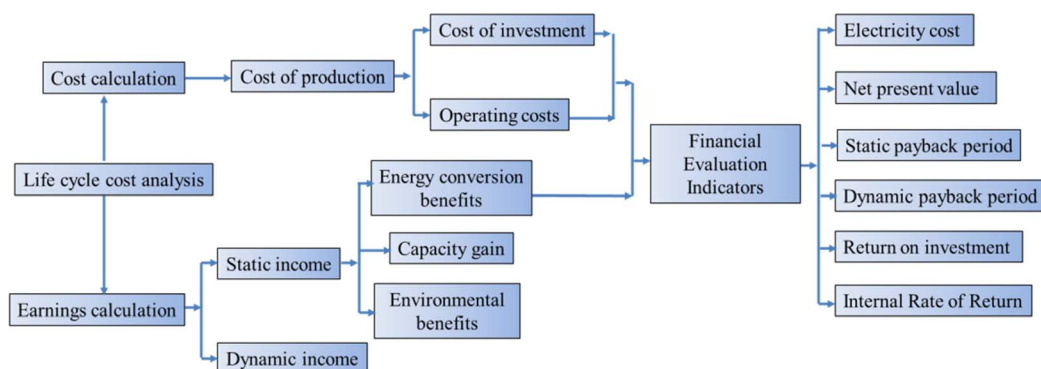 Cost of investment
Electricity cost
Cost calculation
Cost of production
Net present value
Operating costs
Financial
Evaluation
Indicators
Static payback period
Life cycle cost analysis
Energy conversion
benefits
Dynamic payback period
Static income
Capacity gain
Return on investment
Earnings calculation
Environmental
benefits
Internal Rate of Return
Dynamic income